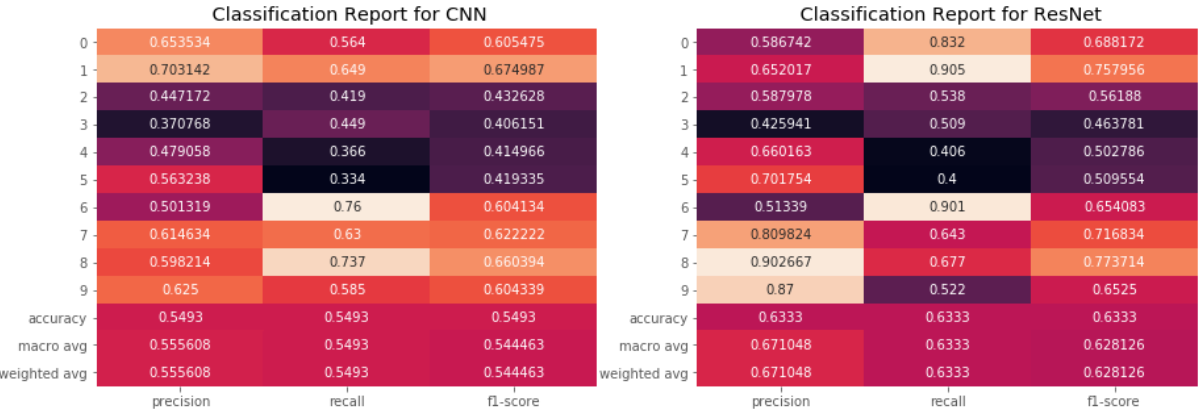 Classification Report for CNN
0 0.653534 0.564 0.605475
1 0.703142 0.649 0.674987
2 0.447172 0.419 0.432628
3 0.370768 0.449 0.406151
4 0.479058 0.366 0.414966
5 0.563238 0.334 0.419335
6 0.501319 0.76 0.604134
7 0.614634 0.63 0.622222
8 0.598214 0.737 0.660394
9 0.625 0.585 0.604339
accuracy 0.5493 0.5493 0.5493
macro avg 0.555608 0.5493 0.544463
weighted avg 0.555608 0.5493 0.544463
precision recall f1-score
Classification Report for ResNet
0 0.586742 0.832 0.688172
1 0.652017 0.905 0.757956
2 0.587978 0.538 0.56188
3 0.425941 0.509 0.463781
4 0.660163 0.406 0.502786
5 0.701754 0.4 0.509554
6 0.51339 0.901 0.654083
7 0.809824 0.643 0.716834
8 0.902667 0.677 0.773714
9 0.87 0.522 0.6525
accuracy 0.6333 0.6333 0.6333
macro avg 0.671048 0.6333 0.628126
weighted avg 0.671048 0.6333 0.628126
precision recall f1-score